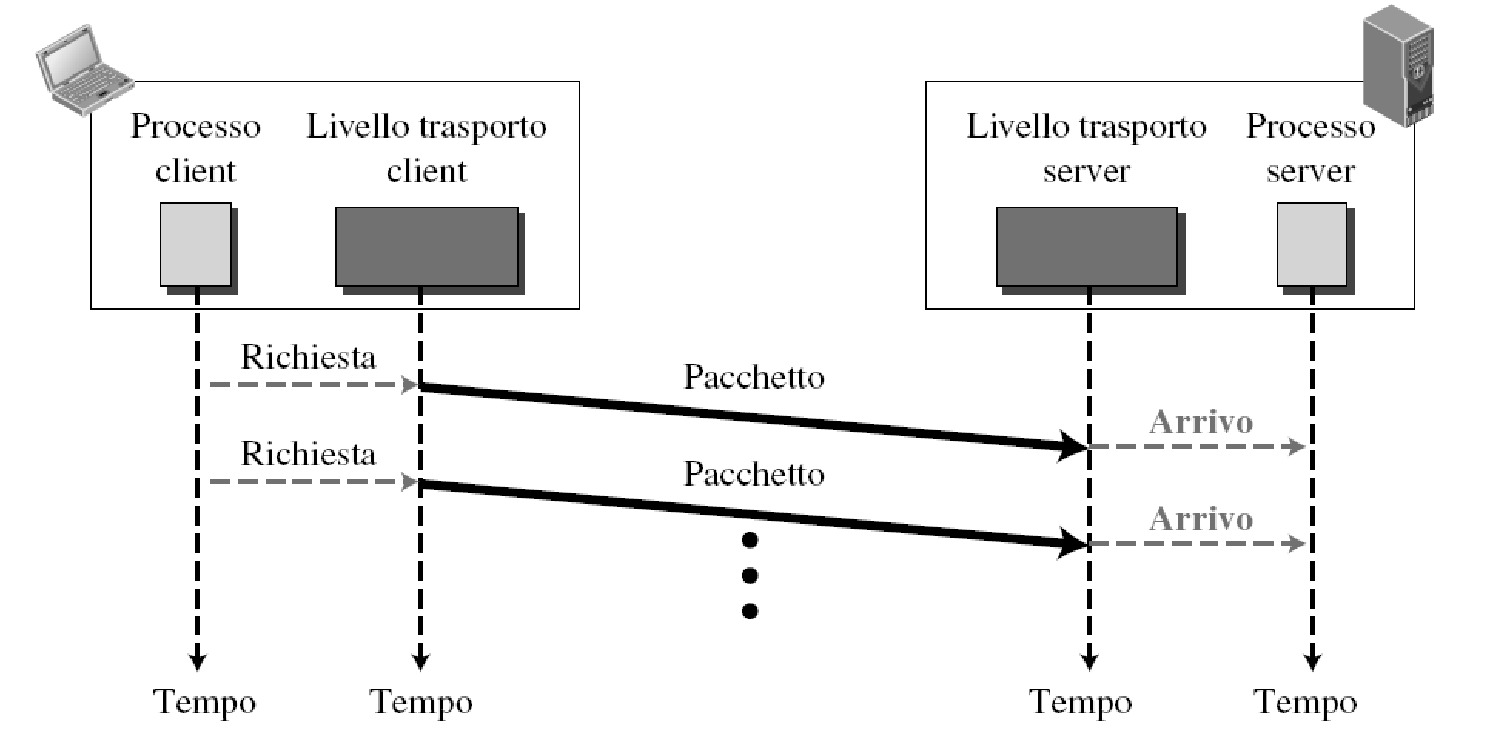 Processo
client
Livello trasporto
client
Livello trasporto
server
Processo
server
Richiesta
Pacchetto
Arrivo
Richiesta
Pacchetto
Arrivo
Tempo
Tempo
Tempo
Tempo